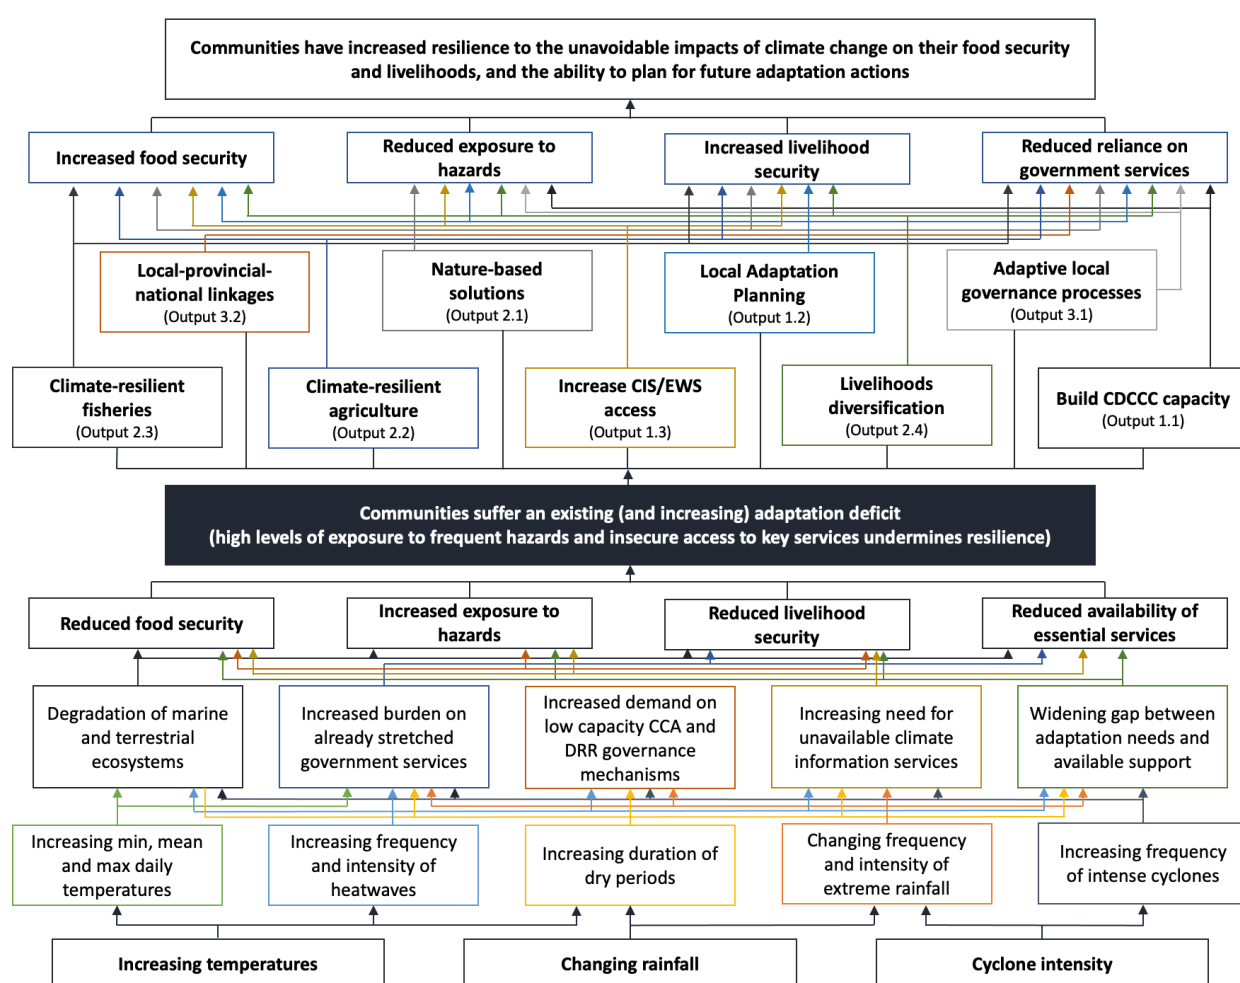 Communities have increased resilience to the unavoidable impacts of climate change on their food security
and livelihoods, and the ability to plan for future adaptation actions
Increased food security
Reduced exposure to
hazards
Increased livelihood
security
Reduced reliance on
government services
Local-provincial-
national linkages
(Output 3.2)
Nature-based
solutions
(Output 2.1)
Local Adaptation
Planning
(Output 1.2)
Adaptive local
governance processes
(Output 3.1)
Climate-resilient
fisheries
(Output 2.3)
Climate-resilient
agriculture
(Output 2.2)
Increase CIS/EWS
access
(Output 1.3)
Livelihoods
diversification
(Output 2.4)
Build CDCCC capacity
(Output 1.1)
Communities suffer an existing (and increasing) adaptation deficit
(high levels of exposure to frequent hazards and insecure access to key services undermines resilience)
Reduced food security
Increased exposure to
hazards
Reduced livelihood
security
Reduced availability of
essential services
Degradation of marine
and terrestrial
ecosystems
Increased burden on
already stretched
government services
Increased demand on
low capacity CCA and
DRR governance
mechanisms
Increasing need for
unavailable climate
information services
Widening gap between
adaptation needs and
available support
Increasing min, mean
and max daily
temperatures
Increasing frequency
and intensity of
heatwaves
Increasing duration of
dry periods
Changing frequency
and intensity of
extreme rainfall
Increasing frequency
of intense cyclones
Increasing temperatures
Changing rainfall
Cyclone intensity